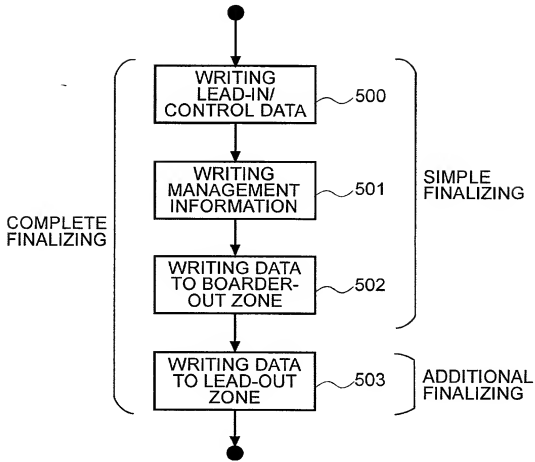 WRITING
LEAD-IN/
CONTROL DATA
500
WRITING
MANAGEMENT
INFORMATION
501
SIMPLE
FINALIZING
COMPLETE
FINALIZING
WRITING DATA
TO BOARDER-
OUT ZONE
502
WRITING DATA
TO LEAD-OUT
ZONE
503
ADDITIONAL
FINALIZING